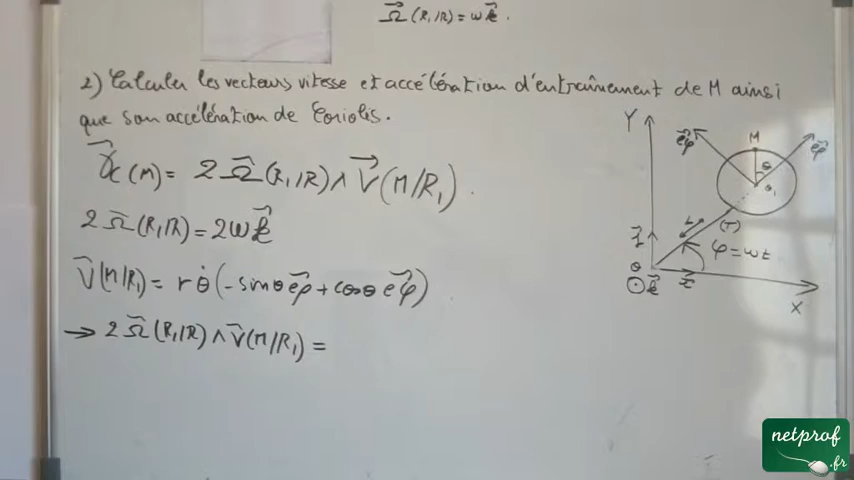 Ω⃗ (R₁/R) = ωk⃗.
2) Calculer les vecteurs vitesse et accélération d'entraînement de M ainsi
que son accélération de Coriolis.
γ⃗c (M) = 2 Ω⃗ (R₁/R) ∧ V⃗ (M/R₁).
2 Ω⃗ (R₁/R) = 2ωk⃗
V⃗ (M/R₁) = rθ̇ (-sinθ e⃗ρ + cosθ e⃗φ)
→ 2 Ω⃗ (R₁/R) ∧ V⃗ (M/R₁) =
Y
M
e⃗φ
θ
e⃗ρ
O₁
L
(T)
φ = ωt
O
k⃗
X
netprof
.fr